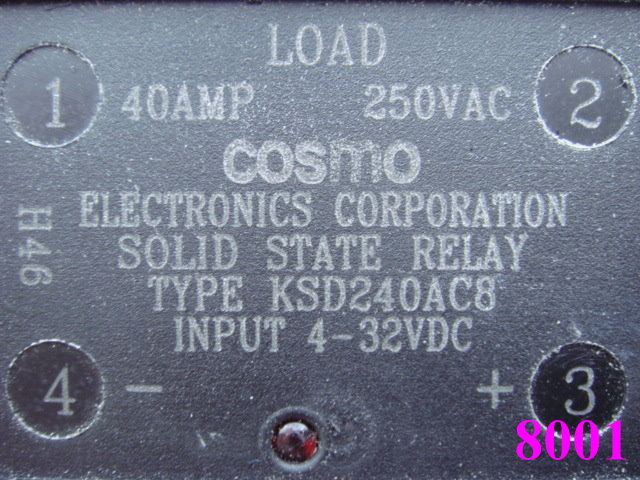 LOAD
1 40AMP 250VAC 2
cosmo
ELECTRONICS CORPORATION
H46
SOLID STATE RELAY
TYPE KSD240AC8
INPUT 4-32VDC
4 - + 3
8001